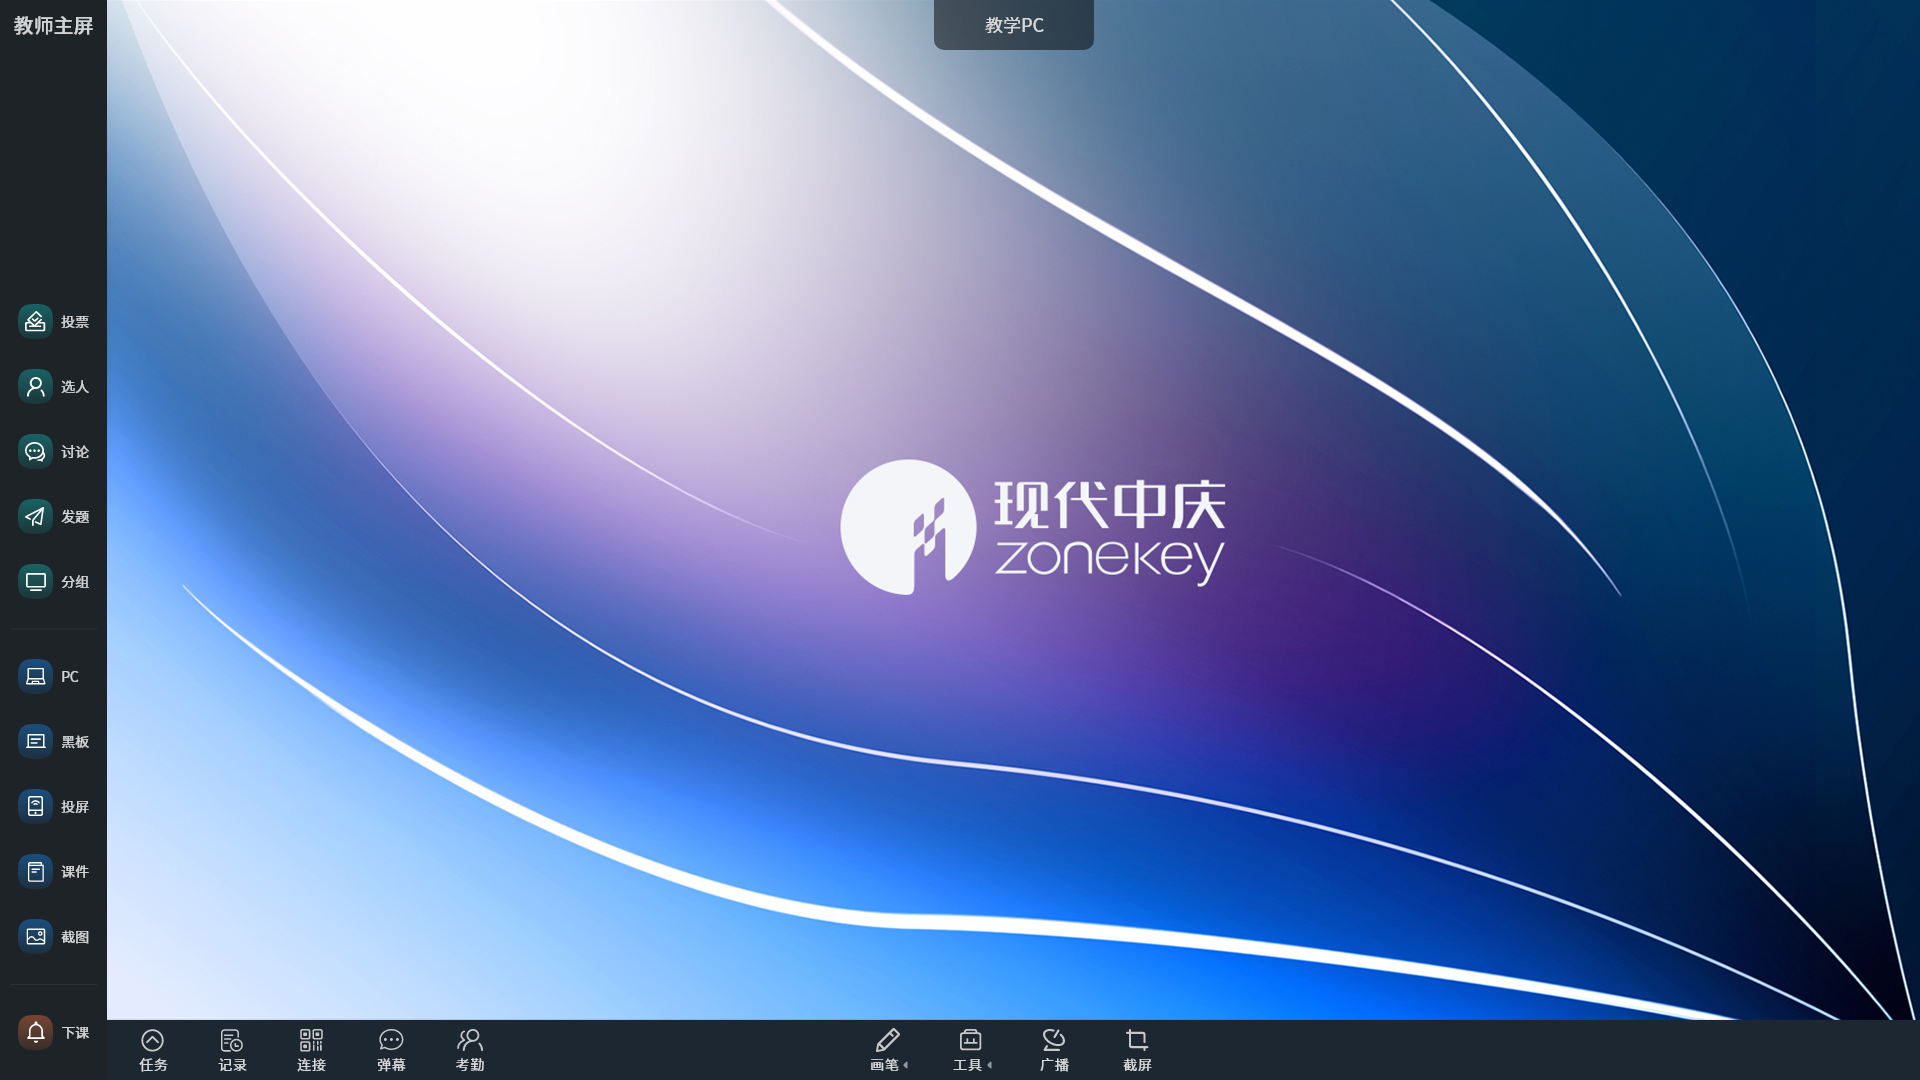 教师主屏
教学PC
投票
选人
讨论
发题
分组
PC
黑板
投屏
课件
截图
下课
现代中庆
zonekey
任务
记录
连接
弹幕
考勤
画笔
工具
广播
截屏